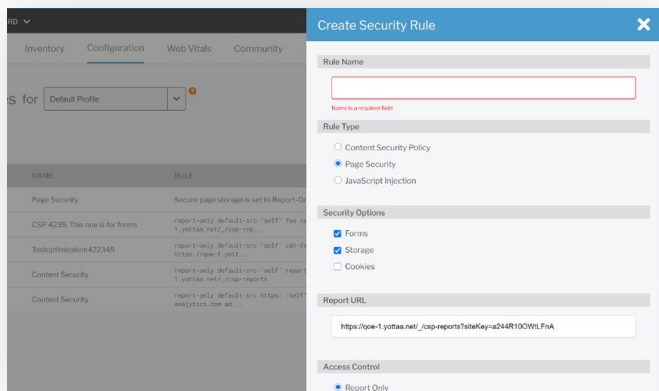 RD
Create Security Rule
Inventory Configuration Web Vitals Community
s for Default Profile
Rule Name
Name is a required field
Rule Type
Content Security Policy
Page Security
JavaScript Injection
NAME RULE
Page Security Secure page storage is set to Report-On
CSP 4235: This one is for forms report-only default-src 'self' foo re
1.yottaa.net/_/csp-rep...
Testoptimization422345 report-only default-src 'self' cdn-fa
https://qoe-1.yott...
Content Security report-only default-src 'self' report
1.yottaa.net/_/csp-reports
Content Security report-only default-src https: 'self'
analytics.com as...
Security Options
Forms
Storage
Cookies
Report URL
https://qoe-1.yottaa.net/_/csp-reports?siteKey=a244R10OWtLFnA
Access Control
Report Only